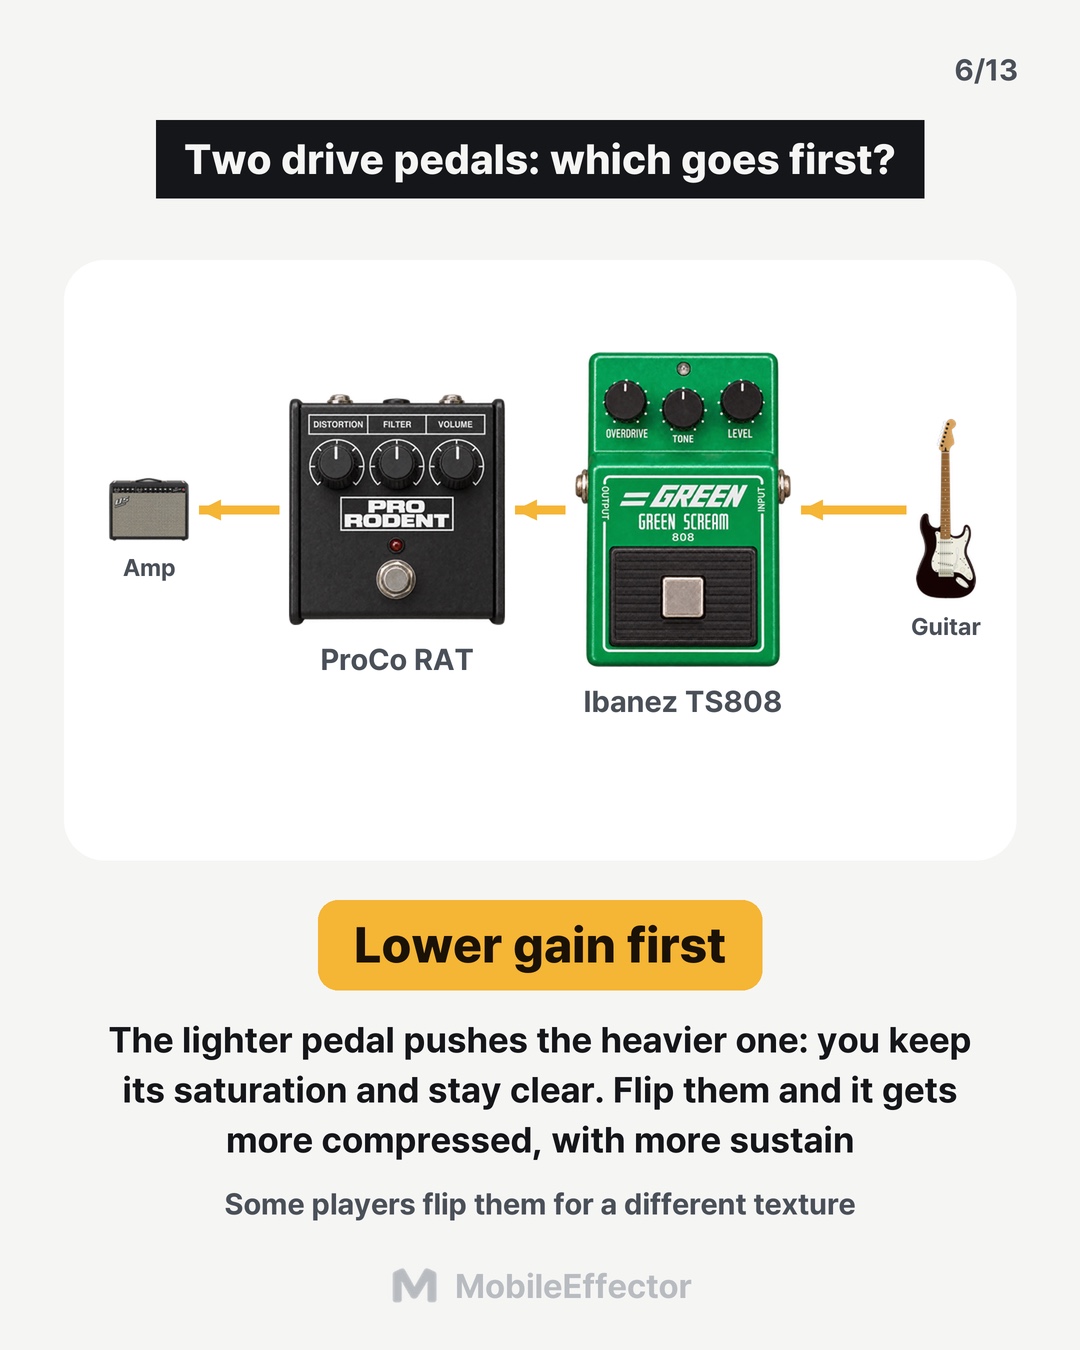 6/13
Two drive pedals: which goes first?
DISTORTION FILTER VOLUME
PRO
RODENT
OVERDRIVE TONE LEVEL
OUTPUT
INPUT
GREEN
GREEN SCREAM
808
US
Amp
ProCo RAT
Ibanez TS808
Guitar
Lower gain first
The lighter pedal pushes the heavier one: you keep
its saturation and stay clear. Flip them and it gets
more compressed, with more sustain
Some players flip them for a different texture
MobileEffector